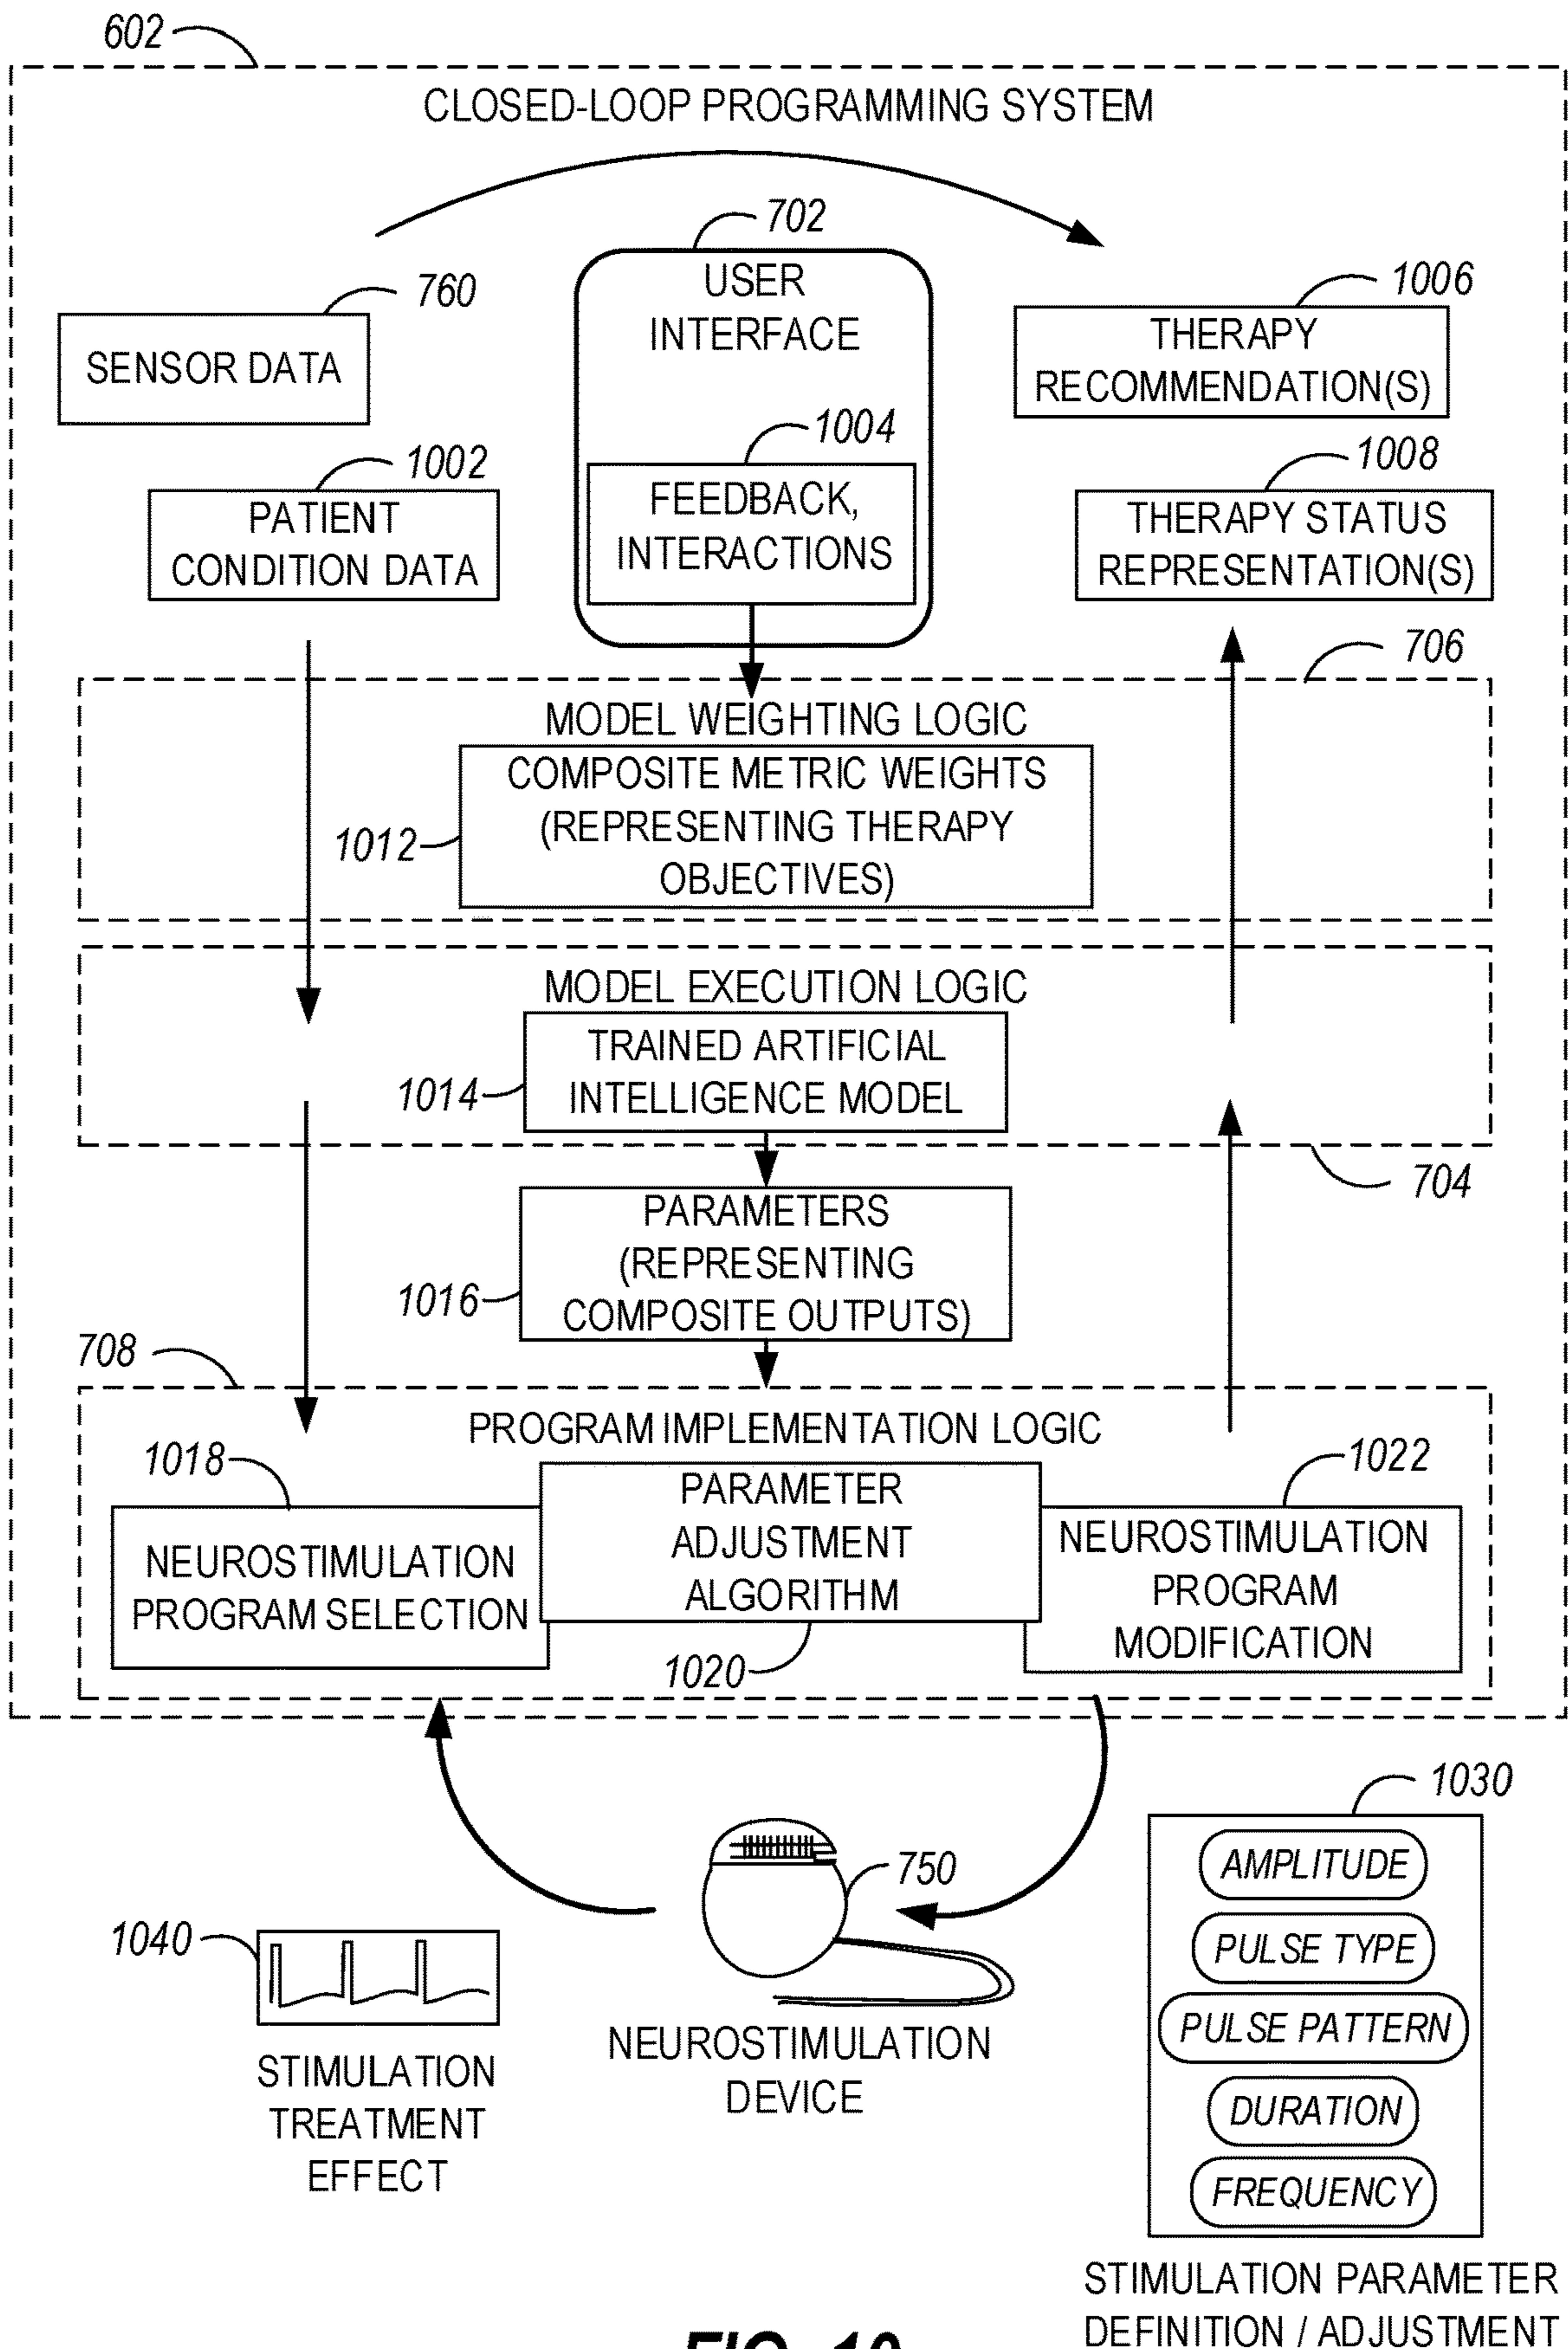 602
CLOSED-LOOP PROGRAMMING SYSTEM
702
USER
INTERFACE
760
SENSOR DATA
1006
THERAPY
RECOMMENDATION(S)
1004
FEEDBACK,
INTERACTIONS
1002
PATIENT
CONDITION DATA
1008
THERAPY STATUS
REPRESENTATION(S)
706
MODEL WEIGHTING LOGIC
COMPOSITE METRIC WEIGHTS
(REPRESENTING THERAPY
OBJECTIVES)
1012
MODEL EXECUTION LOGIC
TRAINED ARTIFICIAL
INTELLIGENCE MODEL
1014
704
PARAMETERS
(REPRESENTING
COMPOSITE OUTPUTS)
1016
708
PROGRAM IMPLEMENTATION LOGIC
1018
NEUROSTIMULATION
PROGRAM SELECTION
PARAMETER
ADJUSTMENT
ALGORITHM
1020
1022
NEUROSTIMULATION
PROGRAM
MODIFICATION
750
NEUROSTIMULATION
DEVICE
1040
STIMULATION
TREATMENT
EFFECT
1030
AMPLITUDE
PULSE TYPE
PULSE PATTERN
DURATION
FREQUENCY
STIMULATION PARAMETER
DEFINITION / ADJUSTMENT
FIG. 10